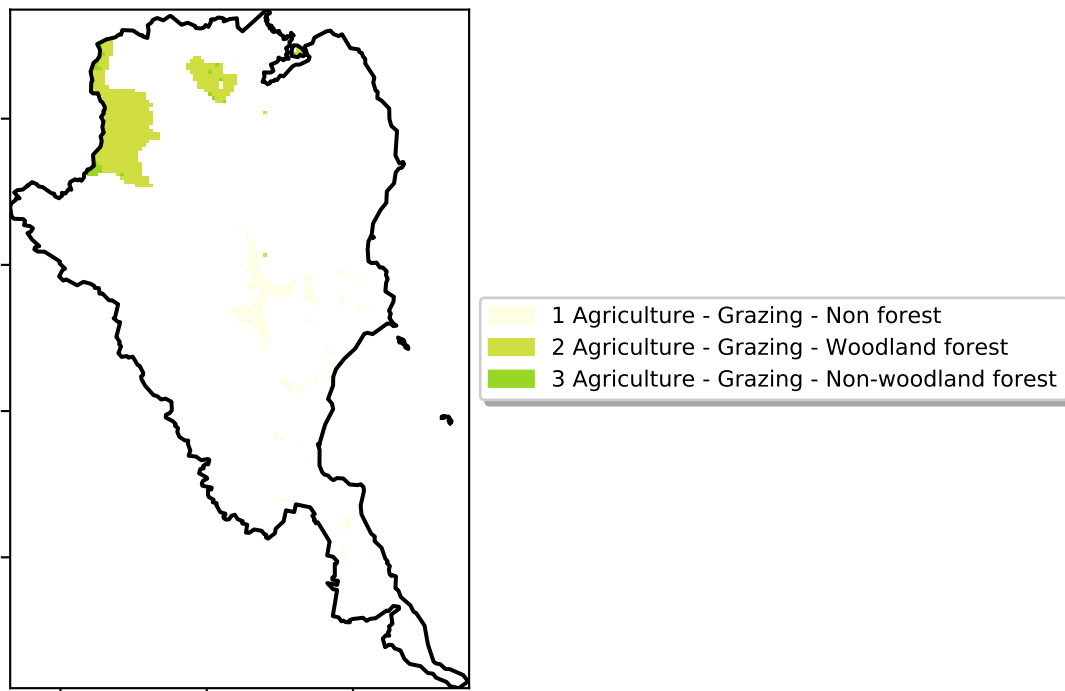 1 Agriculture - Grazing - Non forest
2 Agriculture - Grazing - Woodland forest
3 Agriculture - Grazing - Non-woodland forest